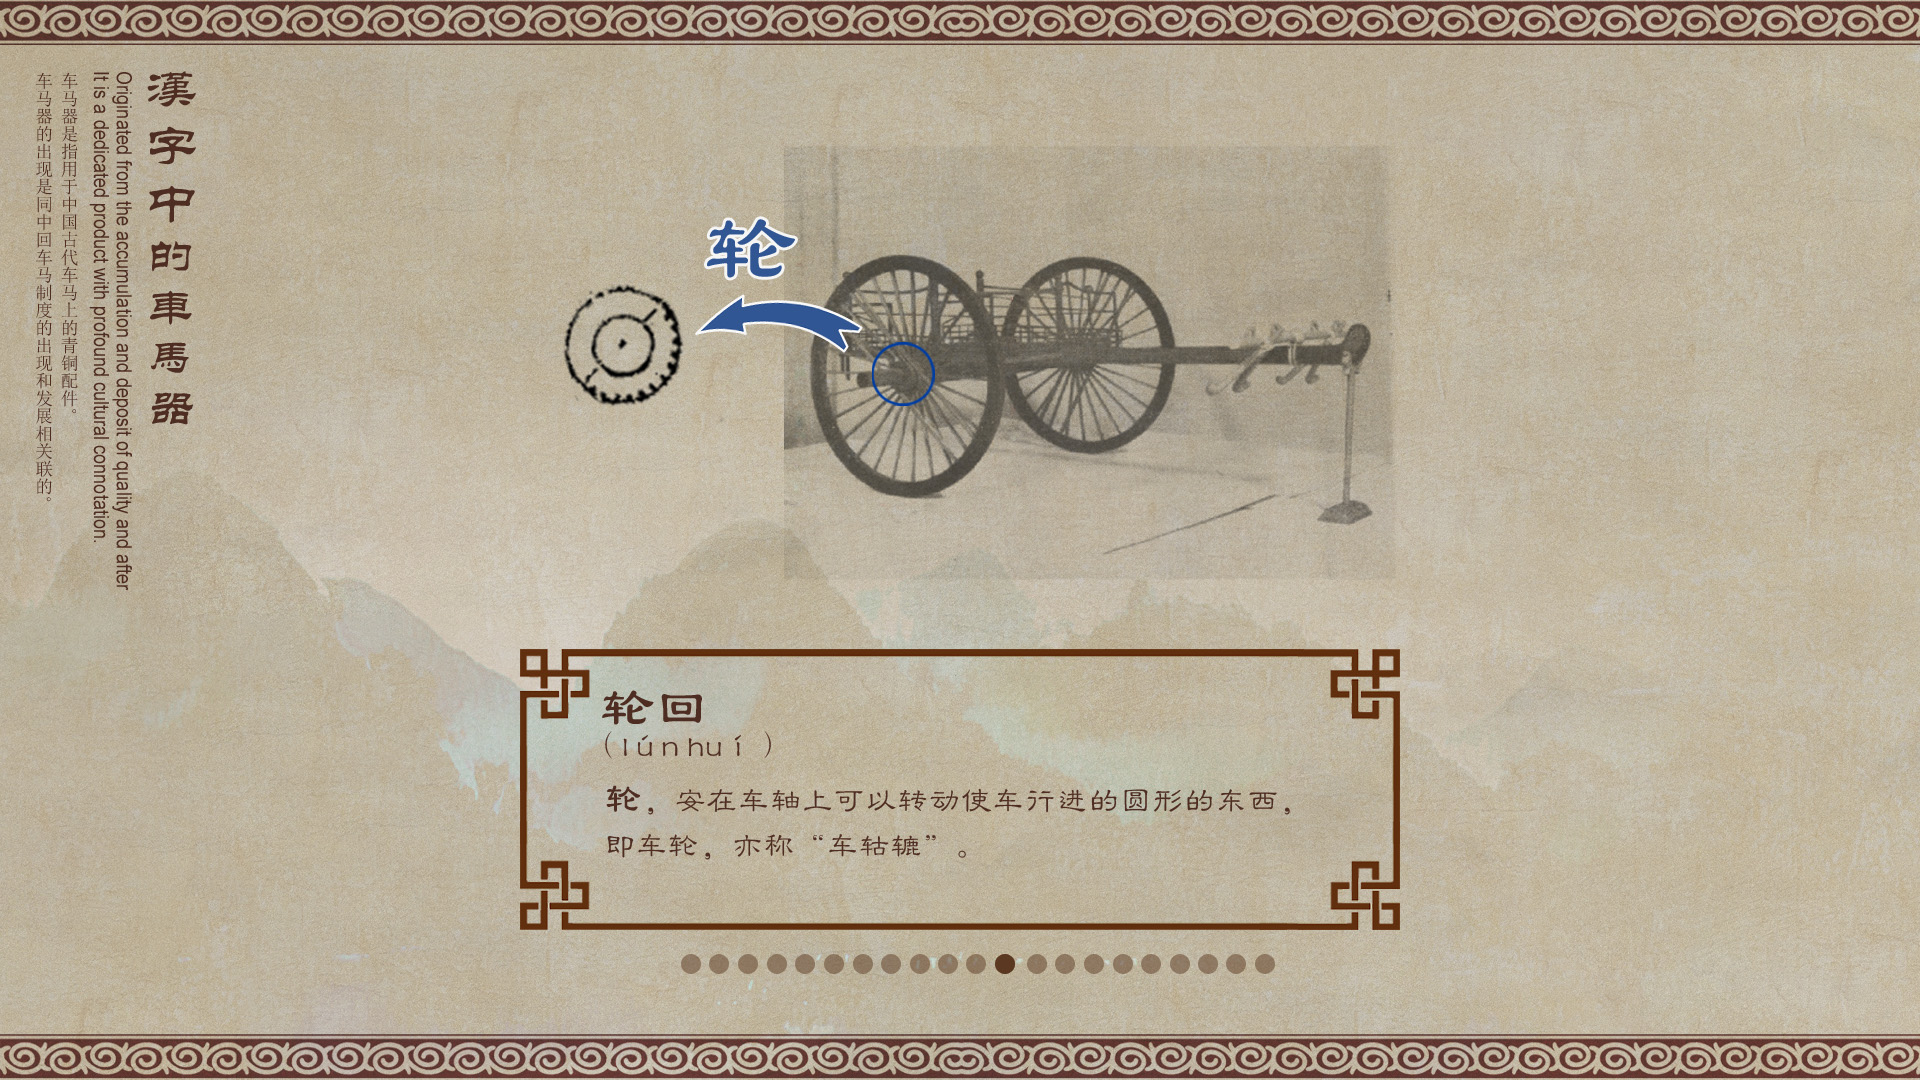 漢字中的車馬器
Originated from the accumulation and deposit of quality and after
It is a dedicated product with profound cultural connotation.
车马器是指用于中国古代车马上的青铜配件。
车马器的出现是同中回车马制度的出现和发展相关联的。
轮
轮回
(lúnhuí)
轮，安在车轴上可以转动使车行进的圆形的东西，
即车轮，亦称“车轱辘”。